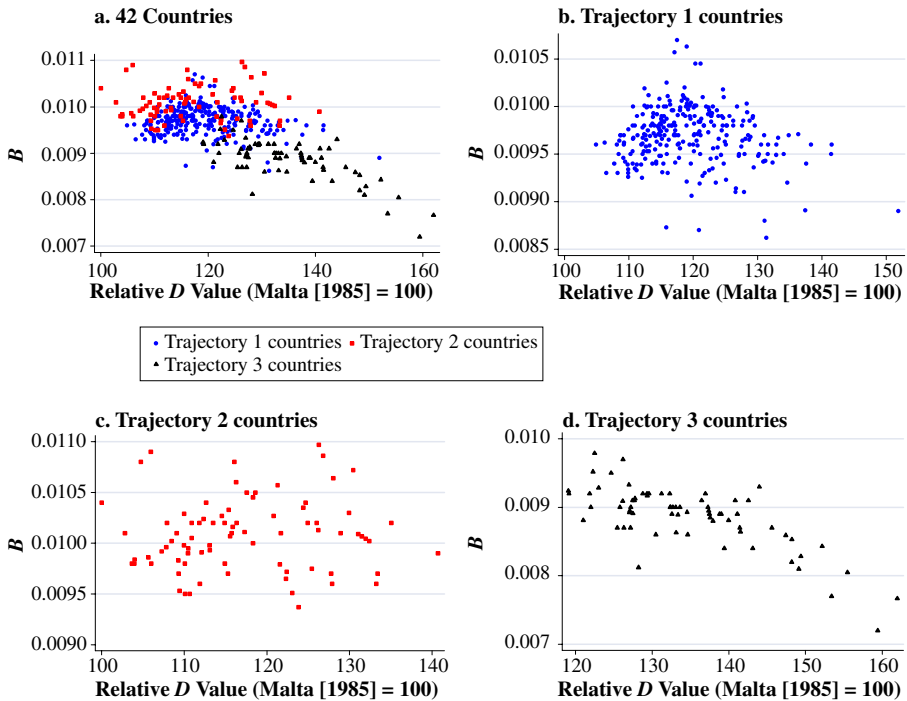 a. 42 Countries
0.011
0.010
0.009
0.008
0.007
B
100 120 140 160
Relative D Value (Malta [1985] = 100)
b. Trajectory 1 countries
0.0105
0.0100
0.0095
0.0090
0.0085
B
100 110 120 130 140 150
Relative D Value (Malta [1985] = 100)
Trajectory 1 countries Trajectory 2 countries
Trajectory 3 countries
c. Trajectory 2 countries
0.0110
0.0105
0.0100
0.0095
0.0090
B
100 110 120 130 140
Relative D Value (Malta [1985] = 100)
d. Trajectory 3 countries
0.010
0.009
0.008
0.007
B
120 130 140 150 160
Relative D Value (Malta [1985] = 100)